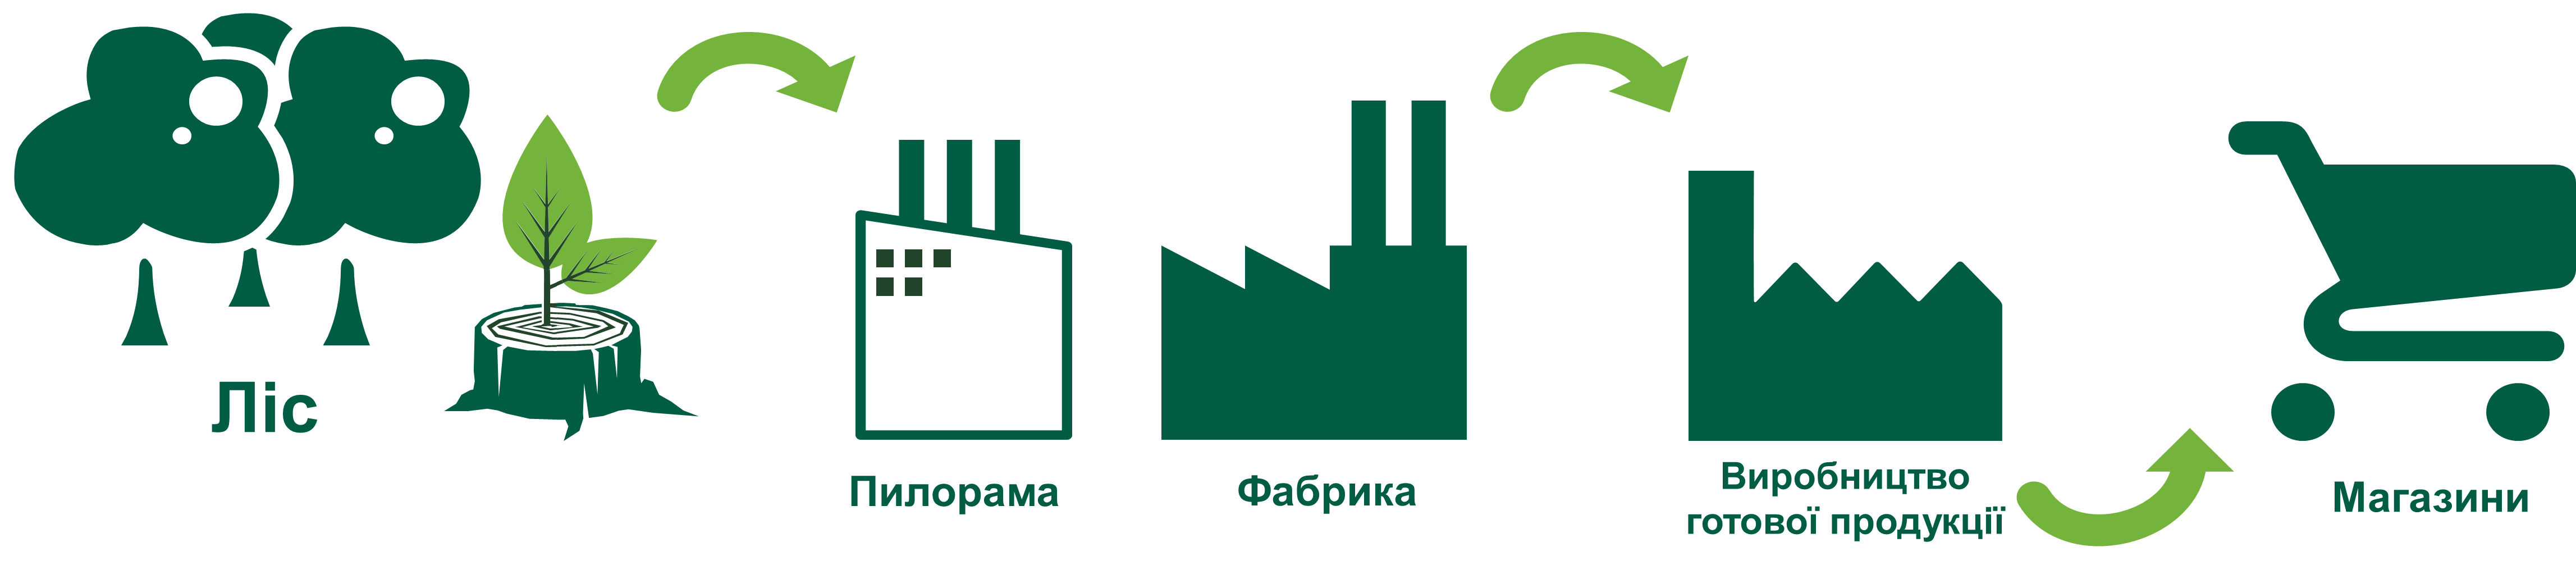 Ліс
Пилорама
Фабрика
Виробництво
готової продукції
Магазини